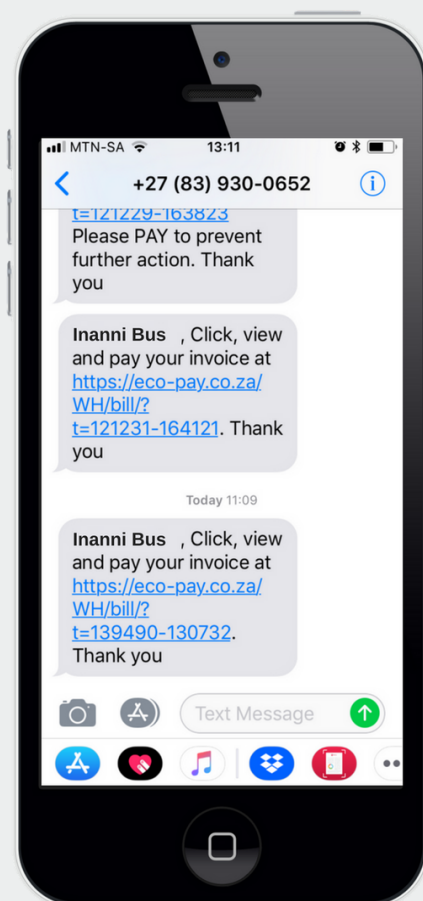 MTN-SA 13:11
+27 (83) 930-0652
t=121229-163823
Please PAY to prevent
further action. Thank
you
Inanni Bus , Click, view
and pay your invoice at
https://eco-pay.co.za/
WH/bill/?
t=121231-164121. Thank
you
Today 11:09
Inanni Bus , Click, view
and pay your invoice at
https://eco-pay.co.za/
WH/bill/?
t=139490-130732.
Thank you
Text Message